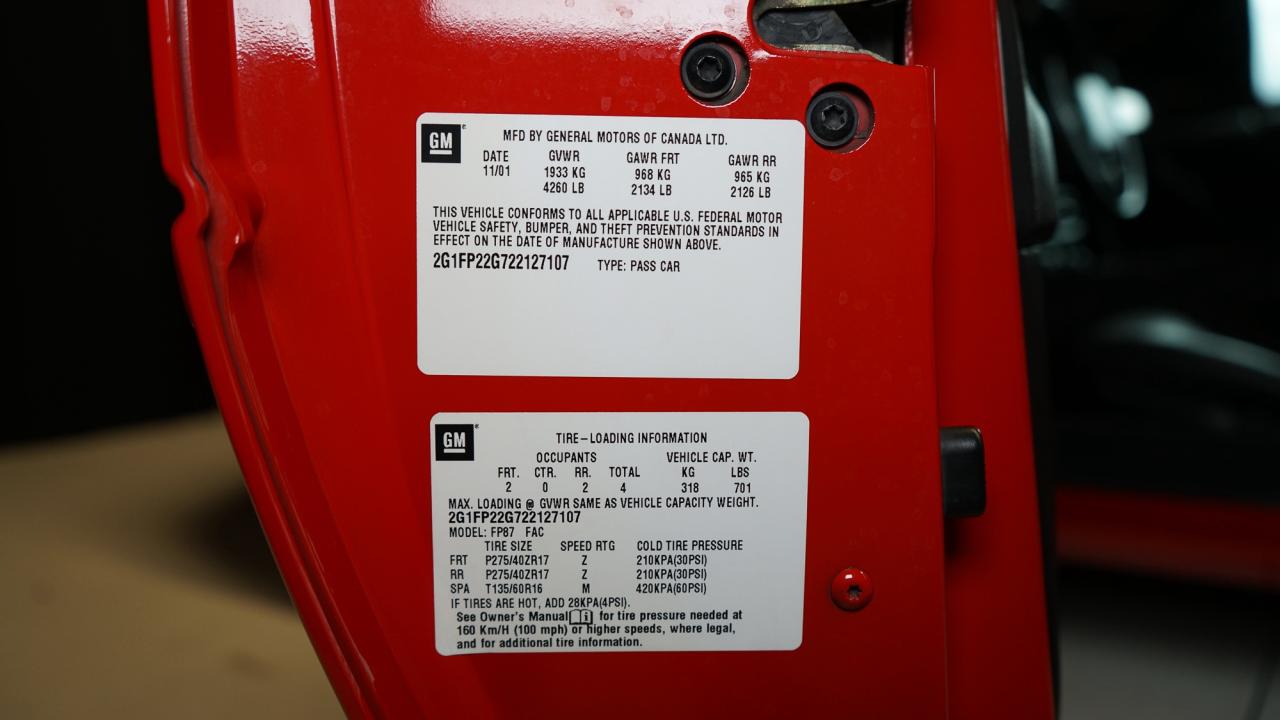 GM ®
MFD BY GENERAL MOTORS OF CANADA LTD.
DATE GVWR GAWR FRT GAWR RR
11/01 1933 KG 968 KG 965 KG
4260 LB 2134 LB 2126 LB
THIS VEHICLE CONFORMS TO ALL APPLICABLE U.S. FEDERAL MOTOR
VEHICLE SAFETY, BUMPER, AND THEFT PREVENTION STANDARDS IN
EFFECT ON THE DATE OF MANUFACTURE SHOWN ABOVE.
2G1FP22G722127107 TYPE: PASS CAR
GM ®
TIRE-LOADING INFORMATION
OCCUPANTS VEHICLE CAP. WT.
FRT. CTR. RR. TOTAL KG LBS
2 0 2 4 318 701
MAX. LOADING @ GVWR SAME AS VEHICLE CAPACITY WEIGHT.
2G1FP22G722127107
MODEL: FP87 FAC
TIRE SIZE SPEED RTG COLD TIRE PRESSURE
FRT P275/40ZR17 Z 210KPA(30PSI)
RR P275/40ZR17 Z 210KPA(30PSI)
SPA T135/60R16 M 420KPA(60PSI)
IF TIRES ARE HOT, ADD 28KPA(4PSI).
See Owner's Manual for tire pressure needed at
160 Km/H (100 mph) or higher speeds, where legal,
and for additional tire information.